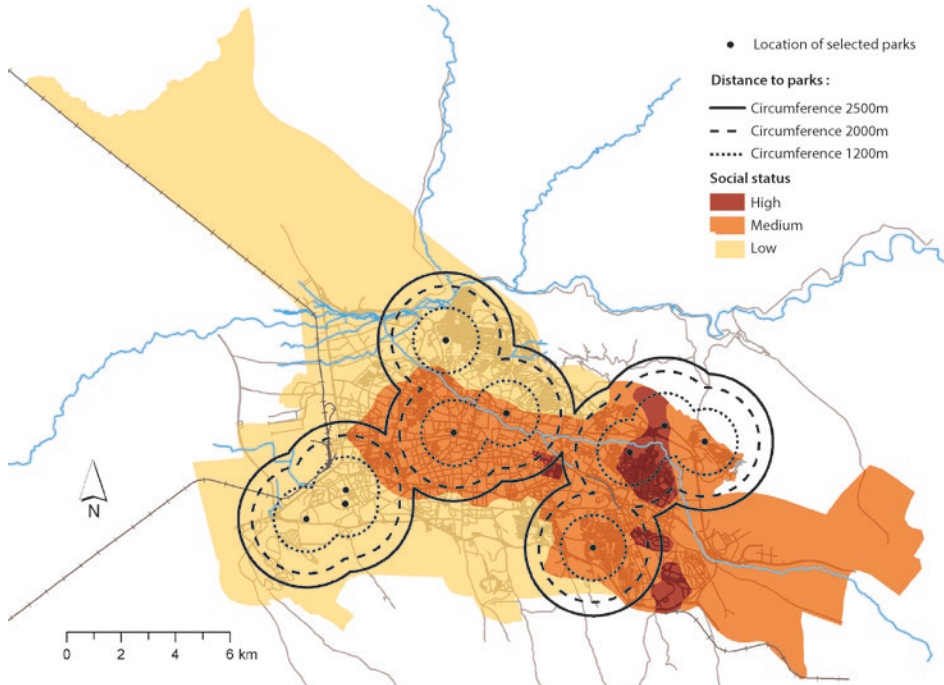 Location of selected parks
Distance to parks :
Circumference 2500m
Circumference 2000m
Circumference 1200m
Social status
High
Medium
Low
N
0 2 4 6 km